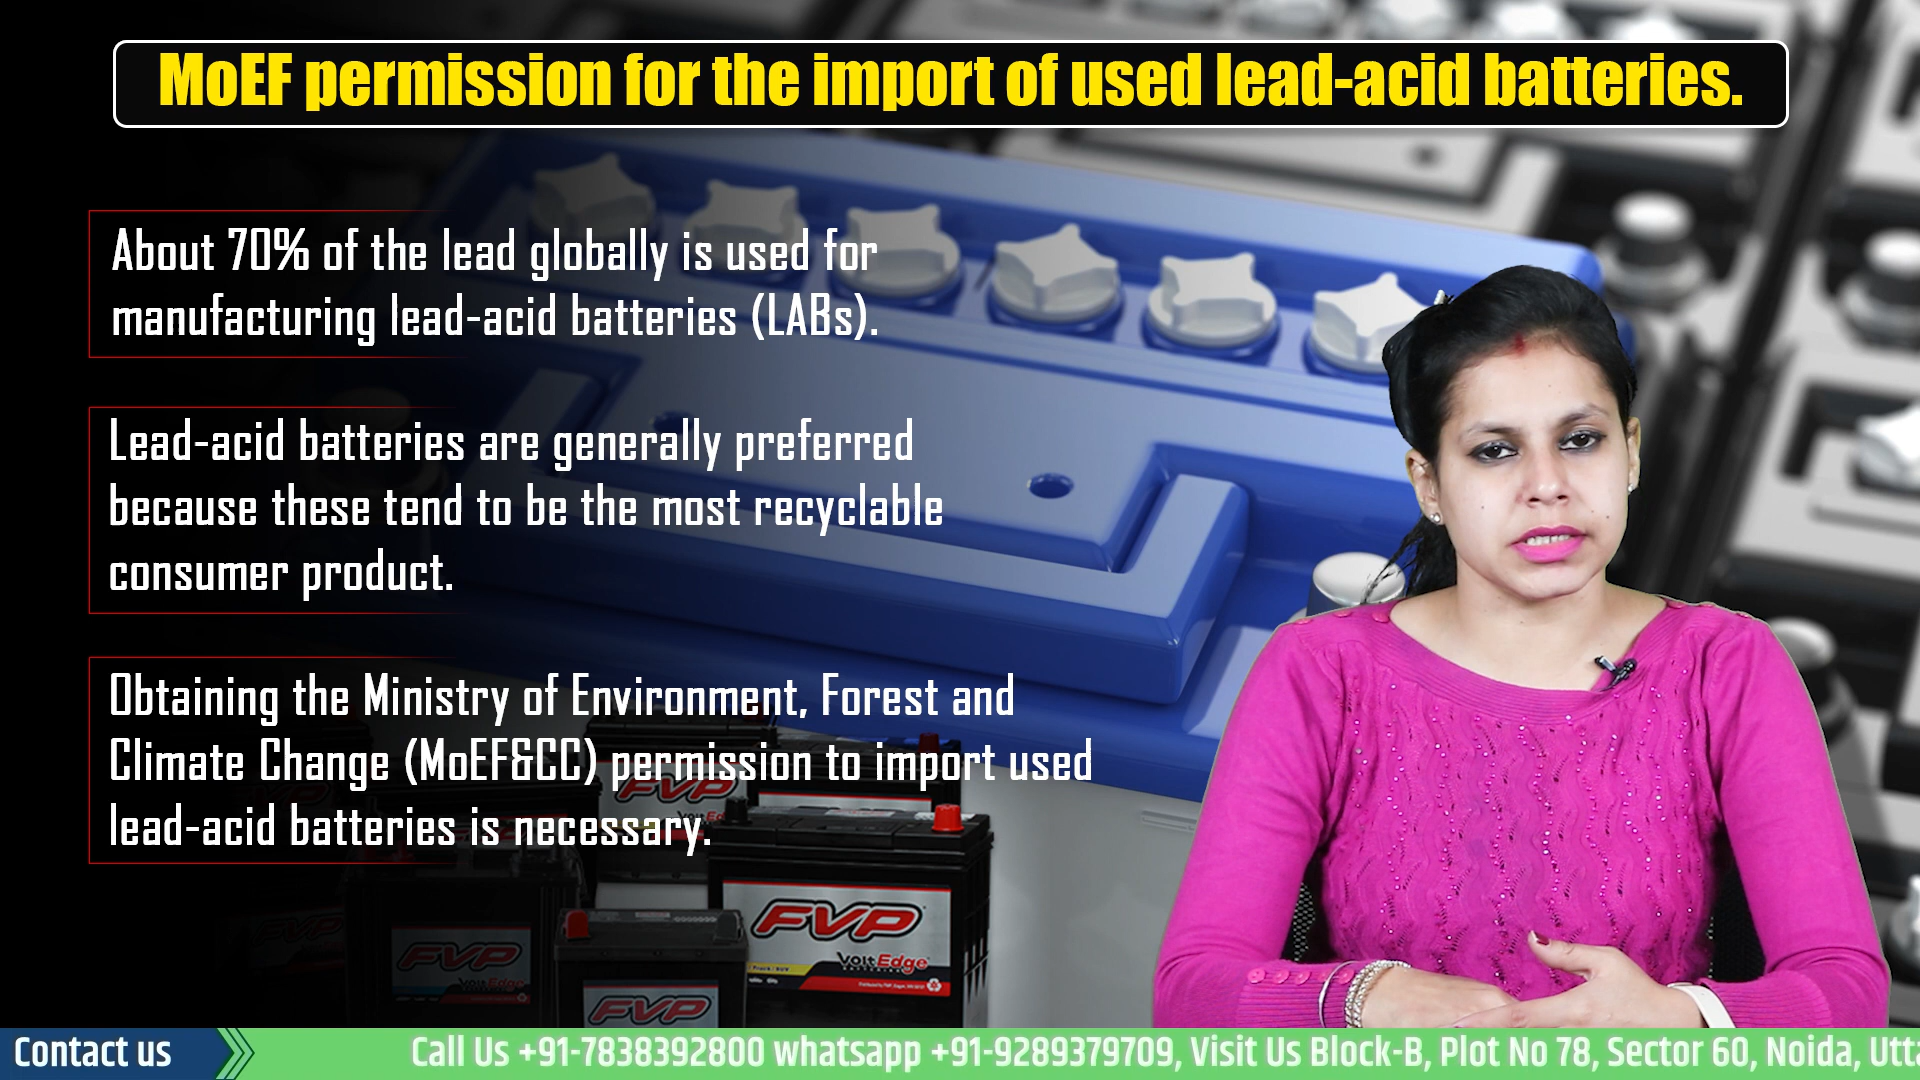 MoEF permission for the import of used lead-acid batteries.
About 70% of the lead globally is used for
manufacturing lead-acid batteries (LABs).
Lead-acid batteries are generally preferred
because these tend to be the most recyclable
consumer product.
Obtaining the Ministry of Environment, Forest and
Climate Change (MoEF&CC) permission to import used
lead-acid batteries is necessary.
FVP
FVP
VoltEdge
BATTERIES
FVP
VoltEdge
FVP
FVP
Contact us
Call Us +91-7838392800 whatsapp +91-9289379709, Visit Us Block-B, Plot No 78, Sector 60, Noida, Utta